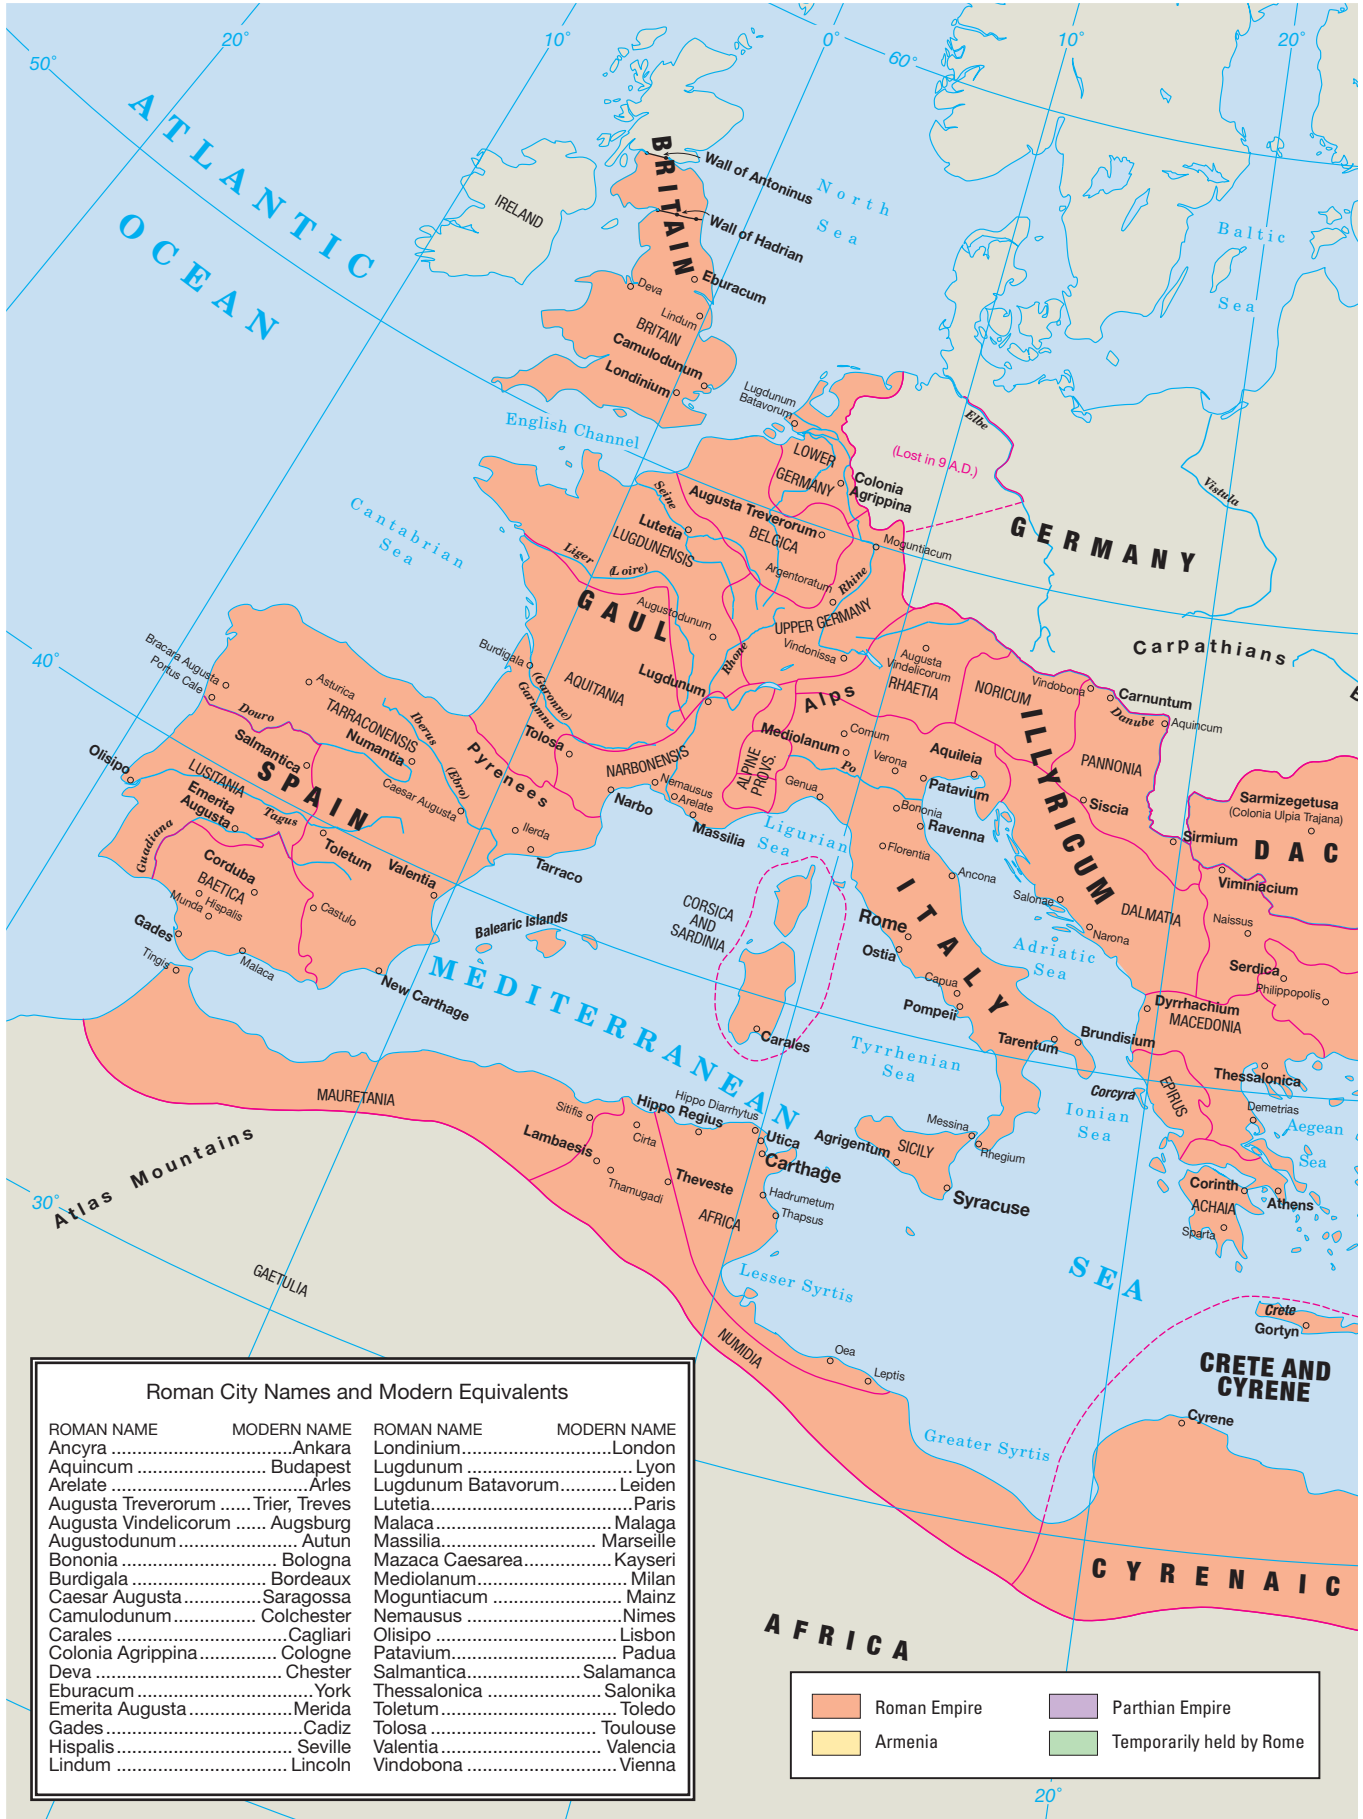 50°
20°
10°
0°
60°
10°
20°
ATLANTIC
OCEAN
IRELAND
BRITAIN
Wall of Antoninus
Wall of Hadrian
North
Sea
Baltic
Sea
Eburacum
Deva
Lindum
BRITAIN
Camulodunum
Londinium
Lugdunum
Batavorum
English Channel
Elbe
(Lost in 9 A.D.)
Vistula
LOWER
GERMANY
Colonia
Agrippina
GERMANY
Cantabrian
Sea
Seine
Augusta Treverorum
BELGICA
Lutetia
LUGDUNENSIS
Moguntiacum
Liger
(Loire)
Argentoratum
Rhine
GAUL
Augustodunum
UPPER GERMANY
Vindonissa
Carpathians
40°
Bracara Augusta
Portus Cale
Asturica
Burdigala
(Garonne)
Garumna
AQUITANIA
Lugdunum
Rhone
Augusta
Vindelicorum
RHAETIA
NORICUM
Vindobona
Carnuntum
Danube
Aquincum
E
Alps
Douro
TARRACONENSIS
Iberus
(Ebro)
Numantia
Salmantica
Pyrenees
Tolosa
NARBONENSIS
ALPINE
PROVS.
Mediolanum
Comum
Po
Verona
Aquileia
Patavium
ILLYRICUM
PANNONIA
Olisipo
LUSITANIA
SPAIN
Caesar Augusta
Emerita
Augusta
Tagus
Guadiana
Nemausus
Arelate
Narbo
Massilia
Genua
Ligurian
Sea
Bononia
Ravenna
Siscia
Sarmizegetusa
(Colonia Ulpia Trajana)
Sirmium
DAC
Ilerda
Tarraco
Toletum
Valentia
Corduba
BAETICA
Hispalis
Munda
Castulo
Gades
Tingis
Malaca
New Carthage
Balearic Islands
CORSICA
AND
SARDINIA
Florentia
Ancona
ITALY
Rome
Ostia
Capua
Pompeii
Salonae
Narona
DALMATIA
Adriatic
Sea
Viminiacium
Naissus
Serdica
Philippopolis
MEDITERRANEAN
Carales
Tyrrhenian
Sea
Tarentum
Brundisium
Dyrrhachium
MACEDONIA
Thessalonica
Corcyra
EPIRUS
Ionian
Sea
Demetrias
Aegean
Sea
MAURETANIA
Atlas Mountains
Sitifis
Hippo Diarrhytus
Hippo Regius
Cirta
Utica
Carthage
Lambaesis
Thamugadi
Theveste
Hadrumetum
Thapsus
AFRICA
Agrigentum
SICILY
Messina
Rhegium
Syracuse
Corinth
ACHAIA
Athens
Sparta
30°
GAETULIA
Lesser Syrtis
SEA
NUMIDIA
Oea
Leptis
Crete
Gortyn
CRETE AND
CYRENE
Cyrene
Greater Syrtis
CYRENAIC
AFRICA
Roman City Names and Modern Equivalents
ROMAN NAME MODERN NAME ROMAN NAME MODERN NAME
Ancyra ............ Ankara Londinium ............ London
Aquincum ............ Budapest Lugdunum ............ Lyon
Arelate ............ Arles Lugdunum Batavorum ............ Leiden
Augusta Treverorum ...... Trier, Treves Lutetia ............ Paris
Augusta Vindelicorum ...... Augsburg Malaca ............ Malaga
Augustodunum ............ Autun Massilia ............ Marseille
Bononia ............ Bologna Mazaca Caesarea ............ Kayseri
Burdigala ............ Bordeaux Mediolanum ............ Milan
Caesar Augusta ............ Saragossa Moguntiacum ............ Mainz
Camulodunum ............ Colchester Nemausus ............ Nimes
Carales ............ Cagliari Olisipo ............ Lisbon
Colonia Agrippina ............ Cologne Patavium ............ Padua
Deva ............ Chester Salmantica ............ Salamanca
Eburacum ............ York Thessalonica ............ Salonika
Emerita Augusta ............ Merida Toletum ............ Toledo
Gades ............ Cadiz Tolosa ............ Toulouse
Hispalis ............ Seville Valentia ............ Valencia
Lindum ............ Lincoln Vindobona ............ Vienna
Roman Empire
Parthian Empire
Armenia
Temporarily held by Rome
20°